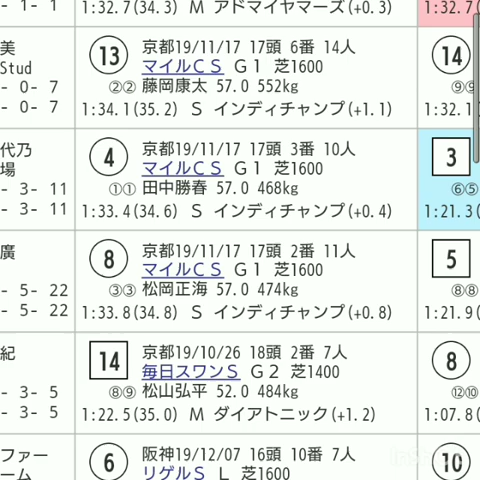 - 1- 1
1:32.7(34.3) M アドマイヤマーズ(+0.3)
1:32.7(
美
Stud
- 0- 7
- 0- 7
13
京都19/11/17 17頭 6番 14人
マイルCS G1 芝1600
②② 藤岡康太 57.0 552kg
1:34.1(35.2) S インディチャンプ(+1.1)
14
⑨⑨
1:32.1
代乃
場
- 3- 11
- 3- 11
4
京都19/11/17 17頭 3番 10人
マイルCS G1 芝1600
①① 田中勝春 57.0 468kg
1:33.4(34.6) S インディチャンプ(+0.4)
3
⑥⑤
1:21.3(
廣
- 5- 22
- 5- 22
8
京都19/11/17 17頭 2番 11人
マイルCS G1 芝1600
③③ 松岡正海 57.0 474kg
1:33.8(34.8) S インディチャンプ(+0.8)
5
⑧⑧
1:21.9(
紀
- 3- 5
- 3- 5
14
京都19/10/26 18頭 2番 7人
毎日スワンS G2 芝1400
⑧⑨ 松山弘平 52.0 484kg
1:22.5(35.0) M ダイアトニック(+1.2)
8
⑫⑩
1:07.8(
ファー
ーム
6
阪神19/12/07 16頭 10番 7人
リゲルS L 芝1600
10